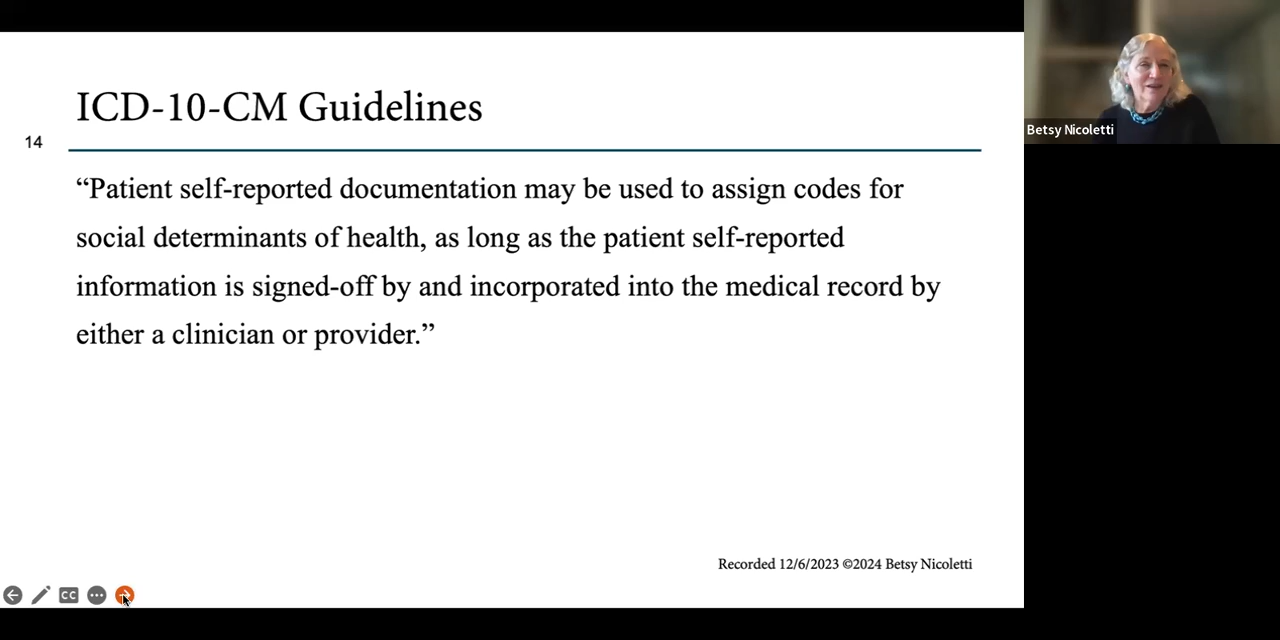 ICD-10-CM Guidelines
14
“Patient self-reported documentation may be used to assign codes for
social determinants of health, as long as the patient self-reported
information is signed-off by and incorporated into the medical record by
either a clinician or provider.”
Recorded 12/6/2023 ©2024 Betsy Nicoletti
CC
Betsy Nicoletti